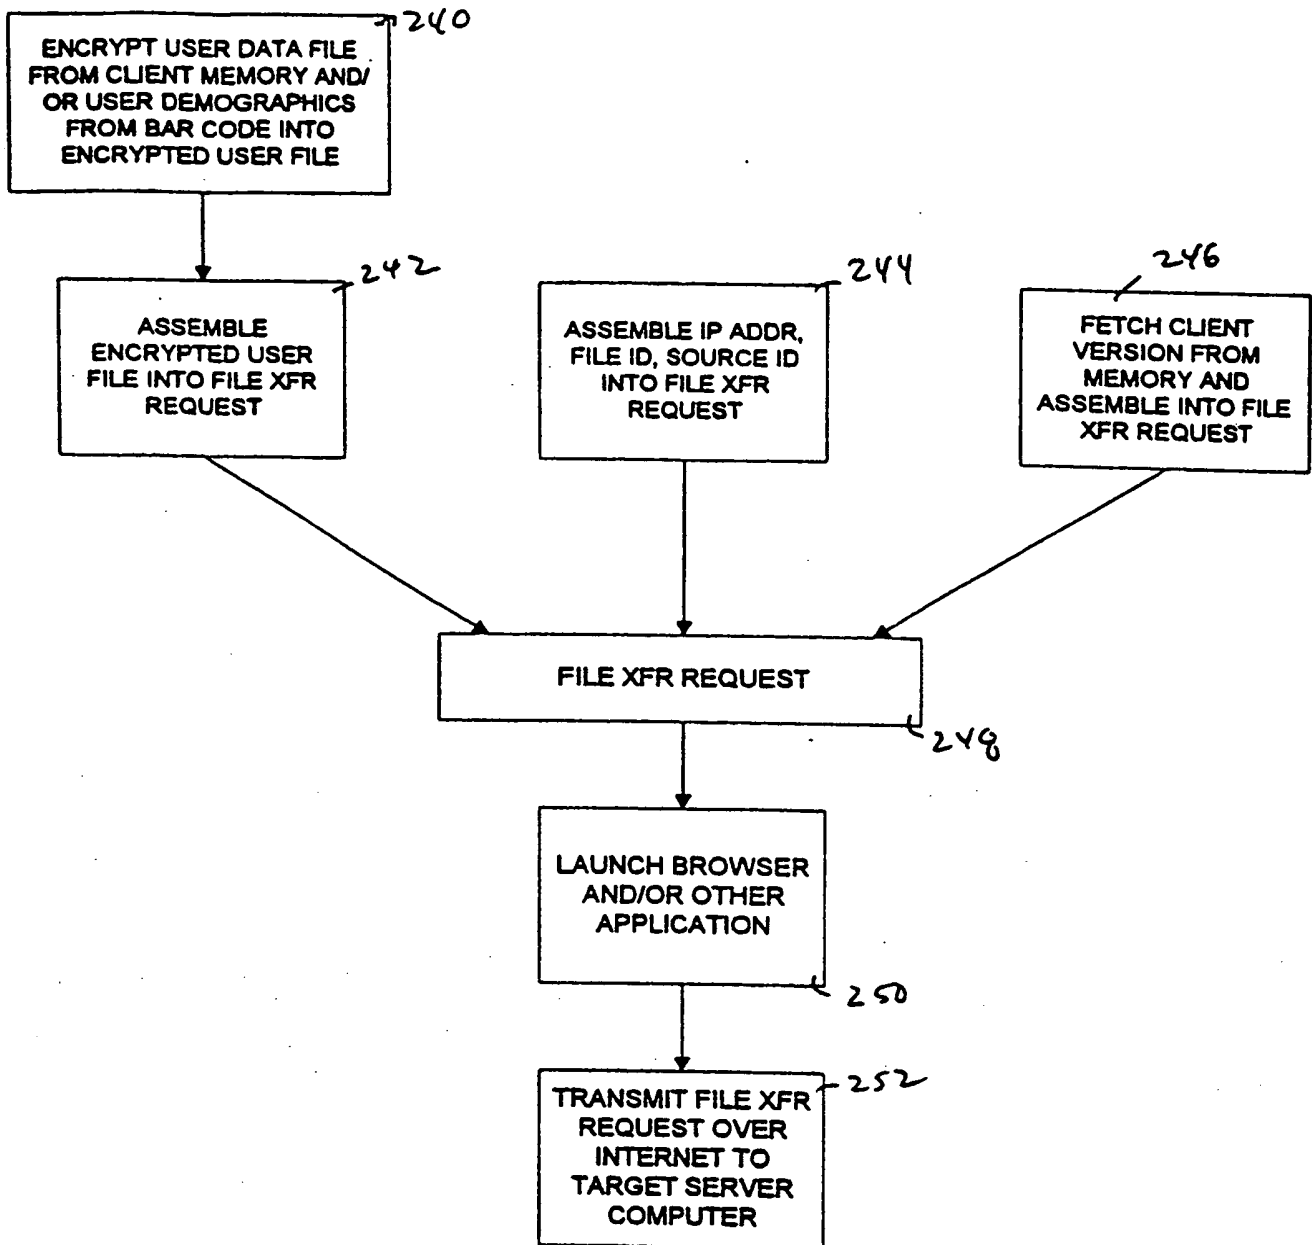 240
ENCRYPT USER DATA FILE
FROM CLIENT MEMORY AND/
OR USER DEMOGRAPHICS
FROM BAR CODE INTO
ENCRYPTED USER FILE
242
ASSEMBLE
ENCRYPTED USER
FILE INTO FILE XFR
REQUEST
244
ASSEMBLE IP ADDR,
FILE ID, SOURCE ID
INTO FILE XFR
REQUEST
246
FETCH CLIENT
VERSION FROM
MEMORY AND
ASSEMBLE INTO FILE
XFR REQUEST
FILE XFR REQUEST
248
LAUNCH BROWSER
AND/OR OTHER
APPLICATION
250
252
TRANSMIT FILE XFR
REQUEST OVER
INTERNET TO
TARGET SERVER
COMPUTER